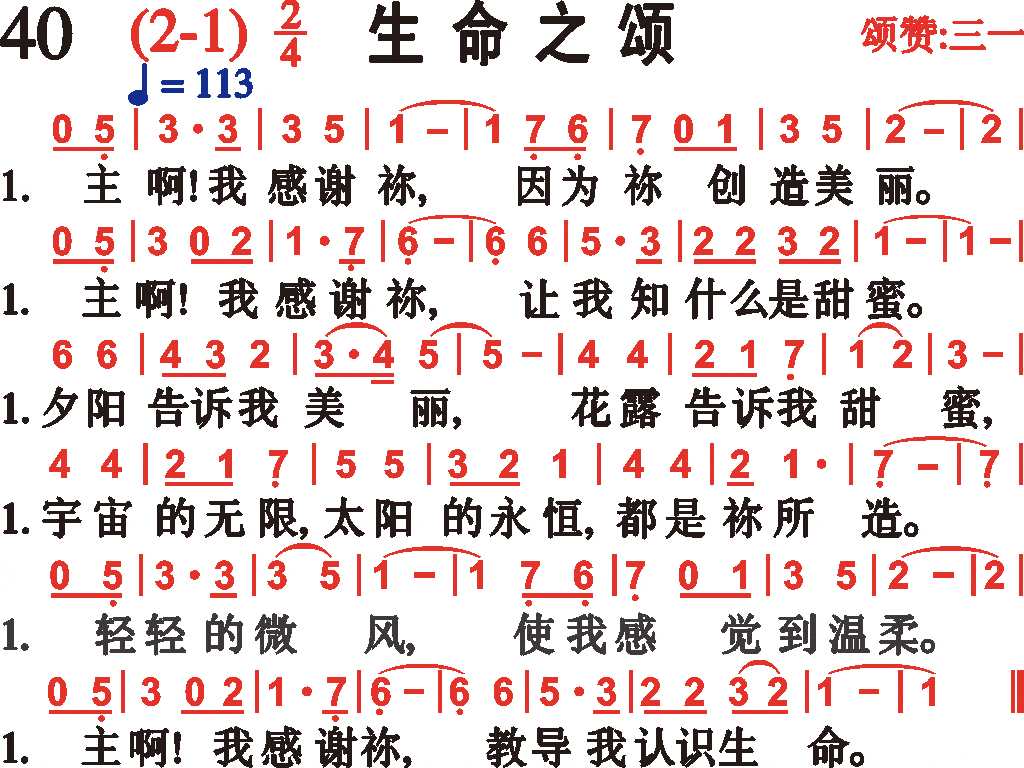 40 (2-1) 2/4 生命之颂 颂赞:三一
♩= 113
0 5 | 3 · 3 | 3 5 | 1 – | 1 7 6 | 7 0 1 | 3 5 | 2 – | 2 |
1. 主 啊!我 感 谢 祢, 因 为 祢 创 造 美 丽。
0 5 | 3 0 2 | 1 · 7 | 6 – | 6 6 | 5 · 3 | 2 2 3 2 | 1 – | 1 – |
1. 主 啊! 我 感 谢 祢, 让 我 知 什 么 是 甜 蜜。
6 6 | 4 3 2 | 3 · 4 5 | 5 – | 4 4 | 2 1 7 | 1 2 | 3 – |
1. 夕 阳 告 诉 我 美 丽, 花 露 告 诉 我 甜 蜜,
4 4 | 2 1 7 | 5 5 | 3 2 1 | 4 4 | 2 1 · | 7 – | 7 |
1. 宇 宙 的 无 限, 太 阳 的 永 恒, 都 是 祢 所 造。
0 5 | 3 · 3 | 3 5 | 1 – | 1 7 6 | 7 0 1 | 3 5 | 2 – | 2 |
1. 轻 轻 的 微 风, 使 我 感 觉 到 温 柔。
0 5 | 3 0 2 | 1 · 7 | 6 – | 6 6 | 5 · 3 | 2 2 3 2 | 1 – | 1 ‖
1. 主 啊! 我 感 谢 祢, 教 导 我 认 识 生 命。